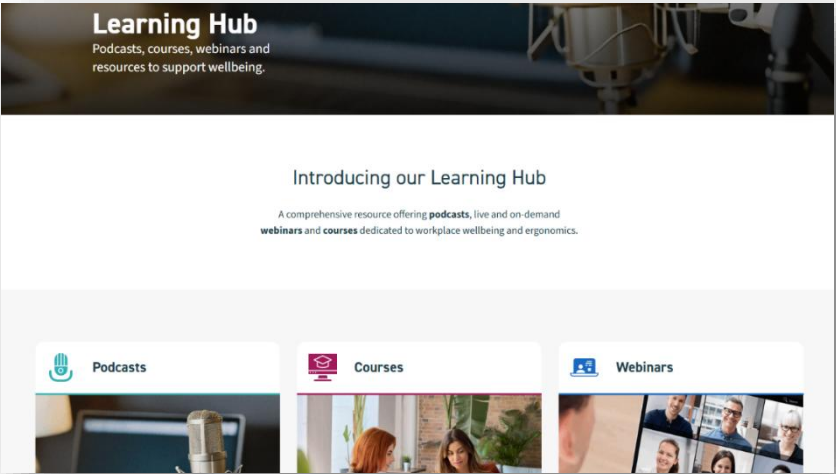 Learning Hub
Podcasts, courses, webinars and
resources to support wellbeing.
Introducing our Learning Hub
A comprehensive resource offering podcasts, live and on-demand
webinars and courses dedicated to workplace wellbeing and ergonomics.
Podcasts
Courses
Webinars